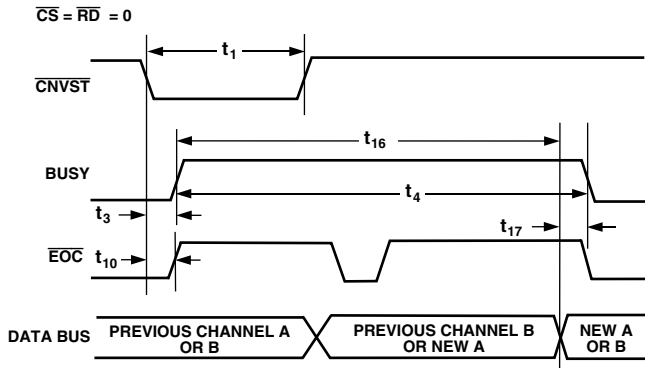 CS = RD = 0
t1
CNVST
t16
BUSY
t4
t3
t17
EOC
t10
DATA BUS
PREVIOUS CHANNEL A
OR B
PREVIOUS CHANNEL B
OR NEW A
NEW A
OR B